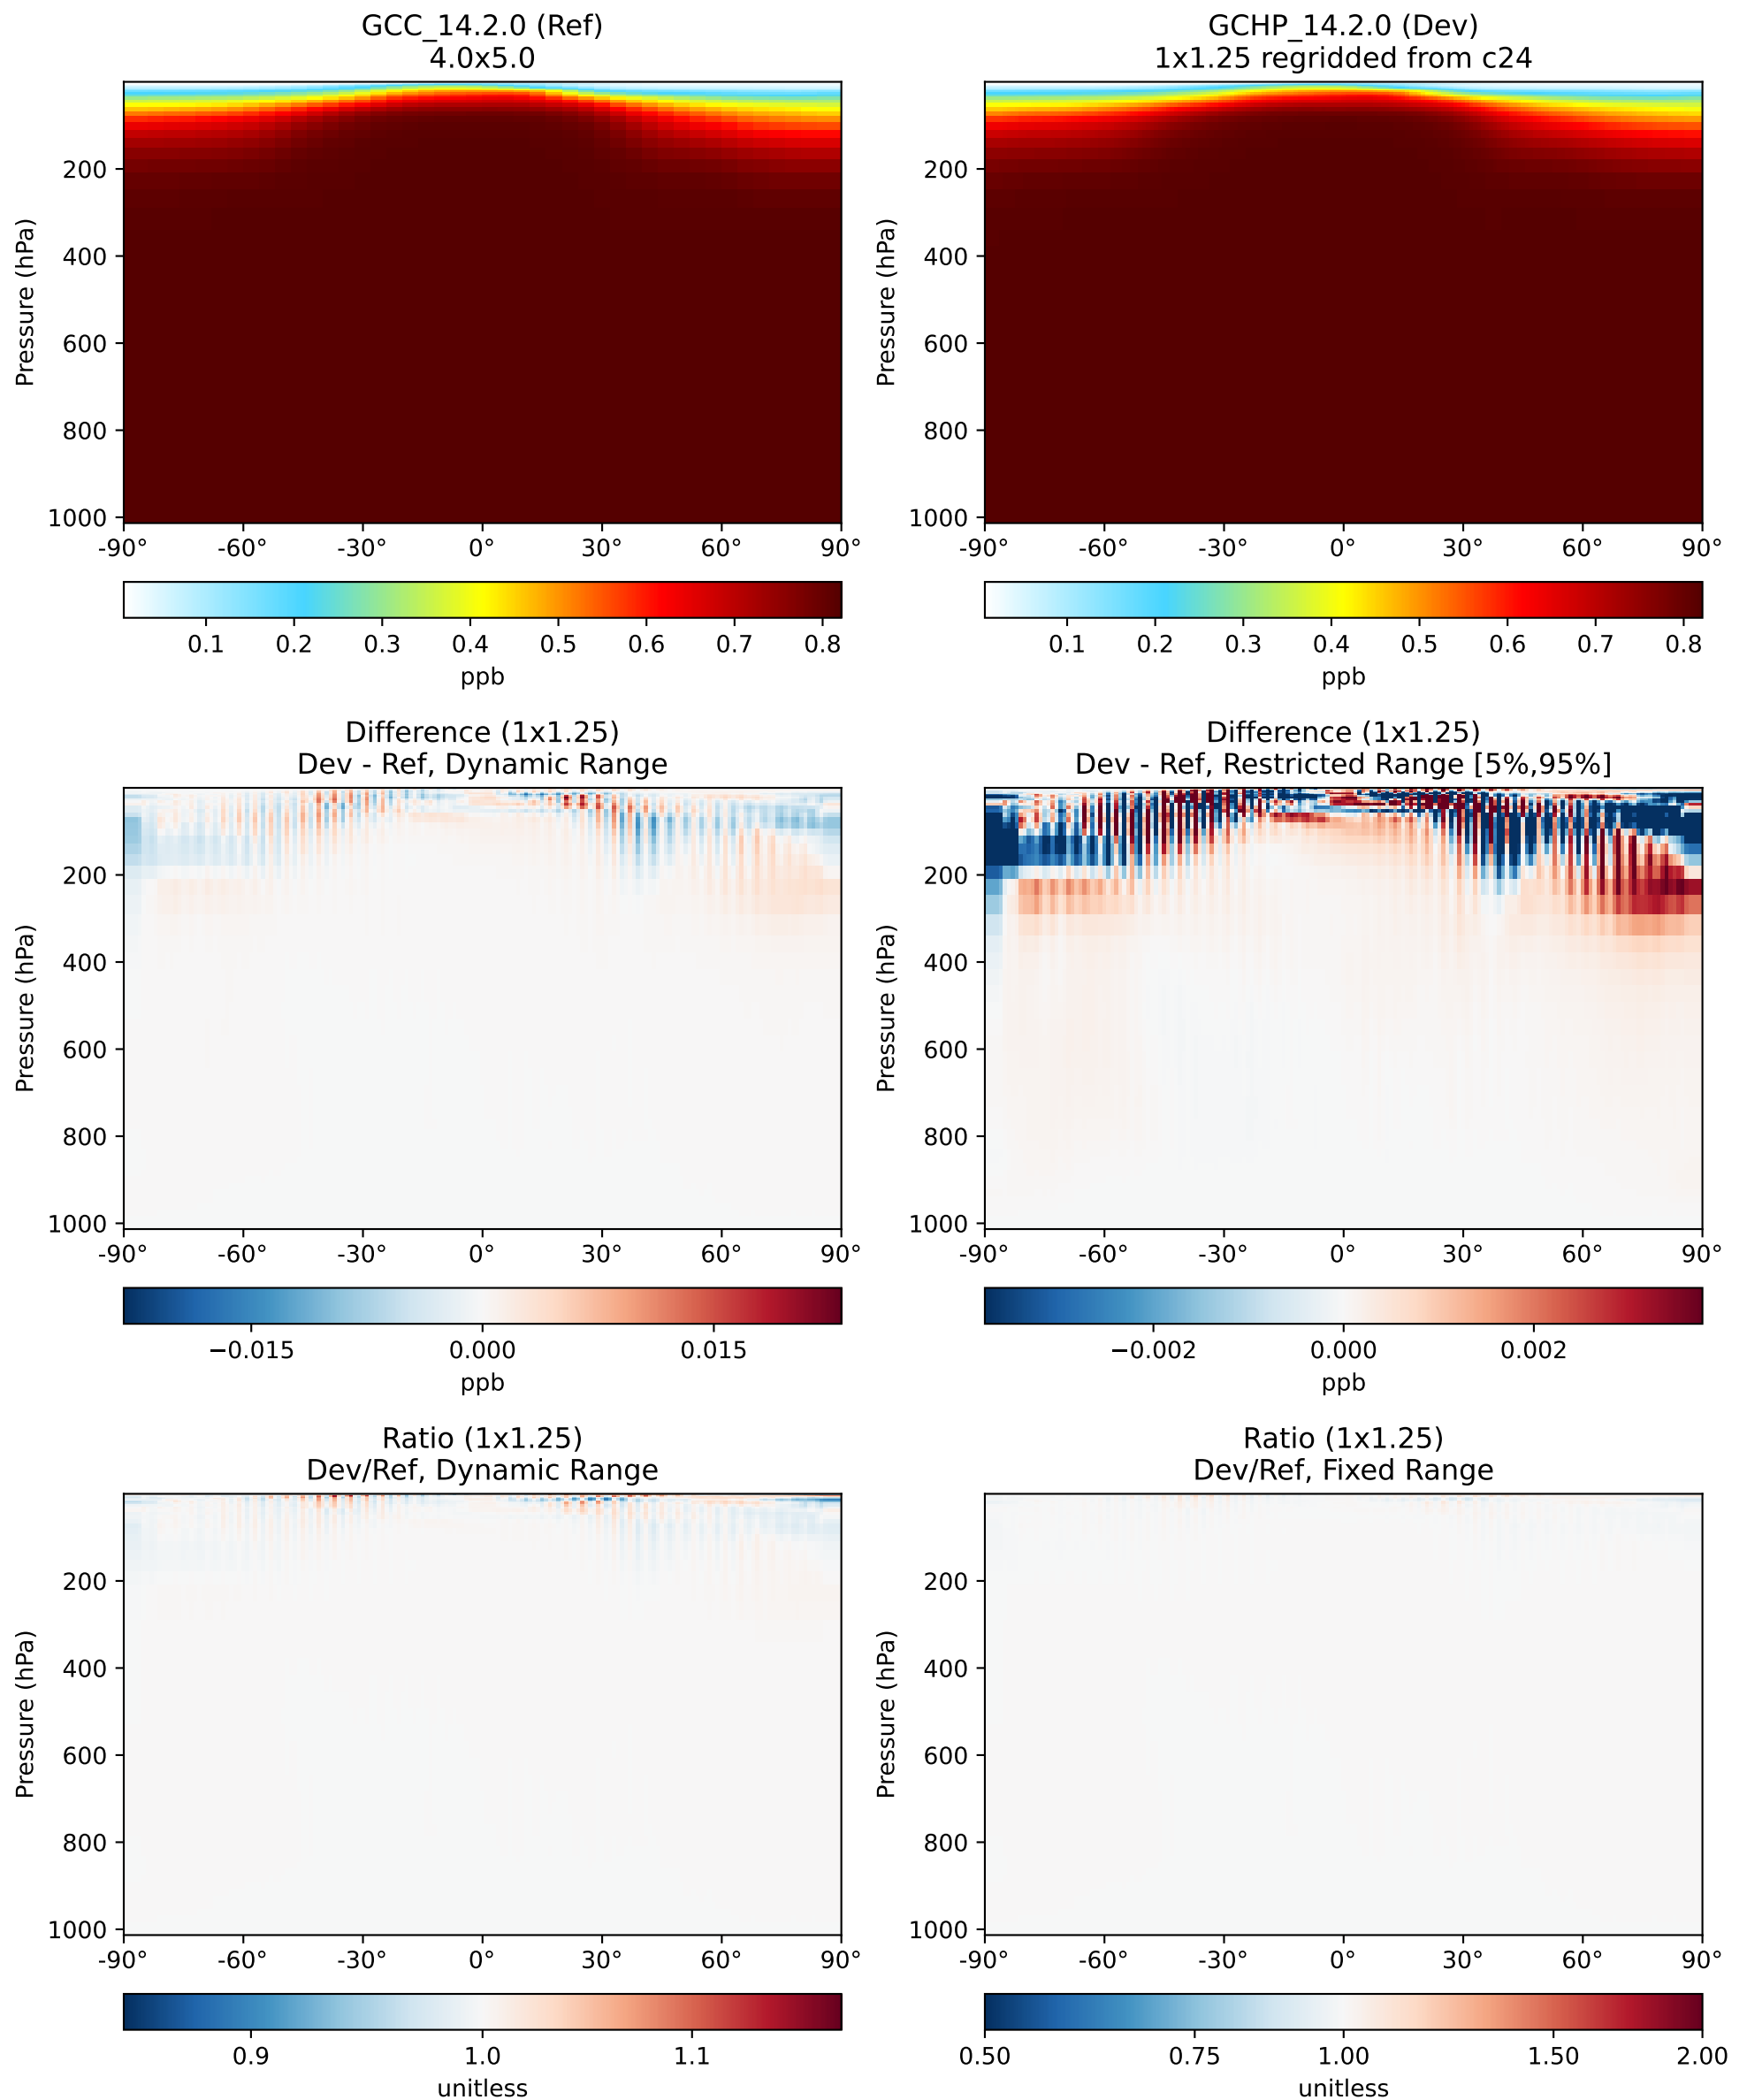 GCC_14.2.0 (Ref)
4.0x5.0
Pressure (hPa)
200
400
600
800
1000
-90° -60° -30° 0° 30° 60° 90°
0.1 0.2 0.3 0.4 0.5 0.6 0.7 0.8
ppb
GCHP_14.2.0 (Dev)
1x1.25 regridded from c24
Pressure (hPa)
200
400
600
800
1000
-90° -60° -30° 0° 30° 60° 90°
0.1 0.2 0.3 0.4 0.5 0.6 0.7 0.8
ppb
Difference (1x1.25)
Dev - Ref, Dynamic Range
Pressure (hPa)
200
400
600
800
1000
-90° -60° -30° 0° 30° 60° 90°
−0.015 0.000 0.015
ppb
Difference (1x1.25)
Dev - Ref, Restricted Range [5%,95%]
Pressure (hPa)
200
400
600
800
1000
-90° -60° -30° 0° 30° 60° 90°
−0.002 0.000 0.002
ppb
Ratio (1x1.25)
Dev/Ref, Dynamic Range
Pressure (hPa)
200
400
600
800
1000
-90° -60° -30° 0° 30° 60° 90°
0.9 1.0 1.1
unitless
Ratio (1x1.25)
Dev/Ref, Fixed Range
Pressure (hPa)
200
400
600
800
1000
-90° -60° -30° 0° 30° 60° 90°
0.50 0.75 1.00 1.50 2.00
unitless